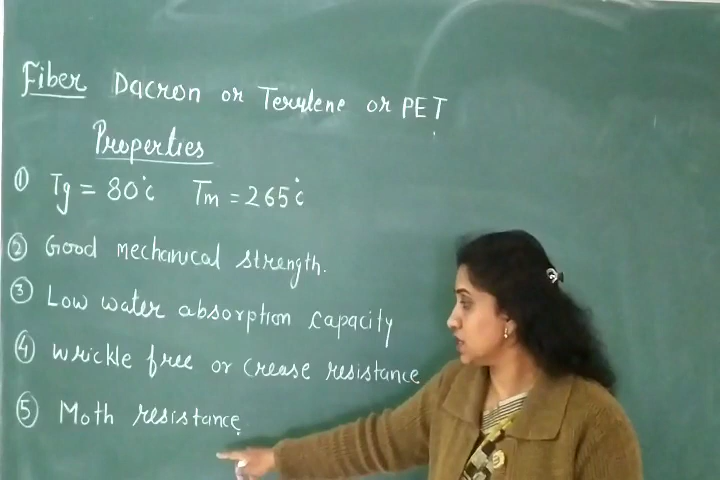 Fiber Dacron or Terylene or PET
Properties
① Tg = 80°c Tm = 265°c
② Good mechanical strength.
③ Low water absorption capacity
④ wrickle free or crease resistance
⑤ Moth resistance